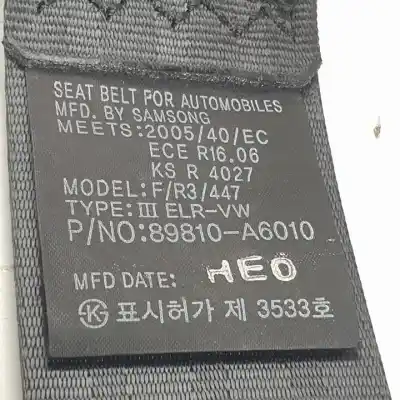 SEAT BELT POR AUTOMOBILES
MFD. BY SAMSONG
MEETS:2005/40/EC
ECE R16.06
KS R 4027
MODEL:F/R3/447
TYPE:III ELR-VW
P/NO:89810-A6010
MFD DATE: HEO
표시허가 제 3533호